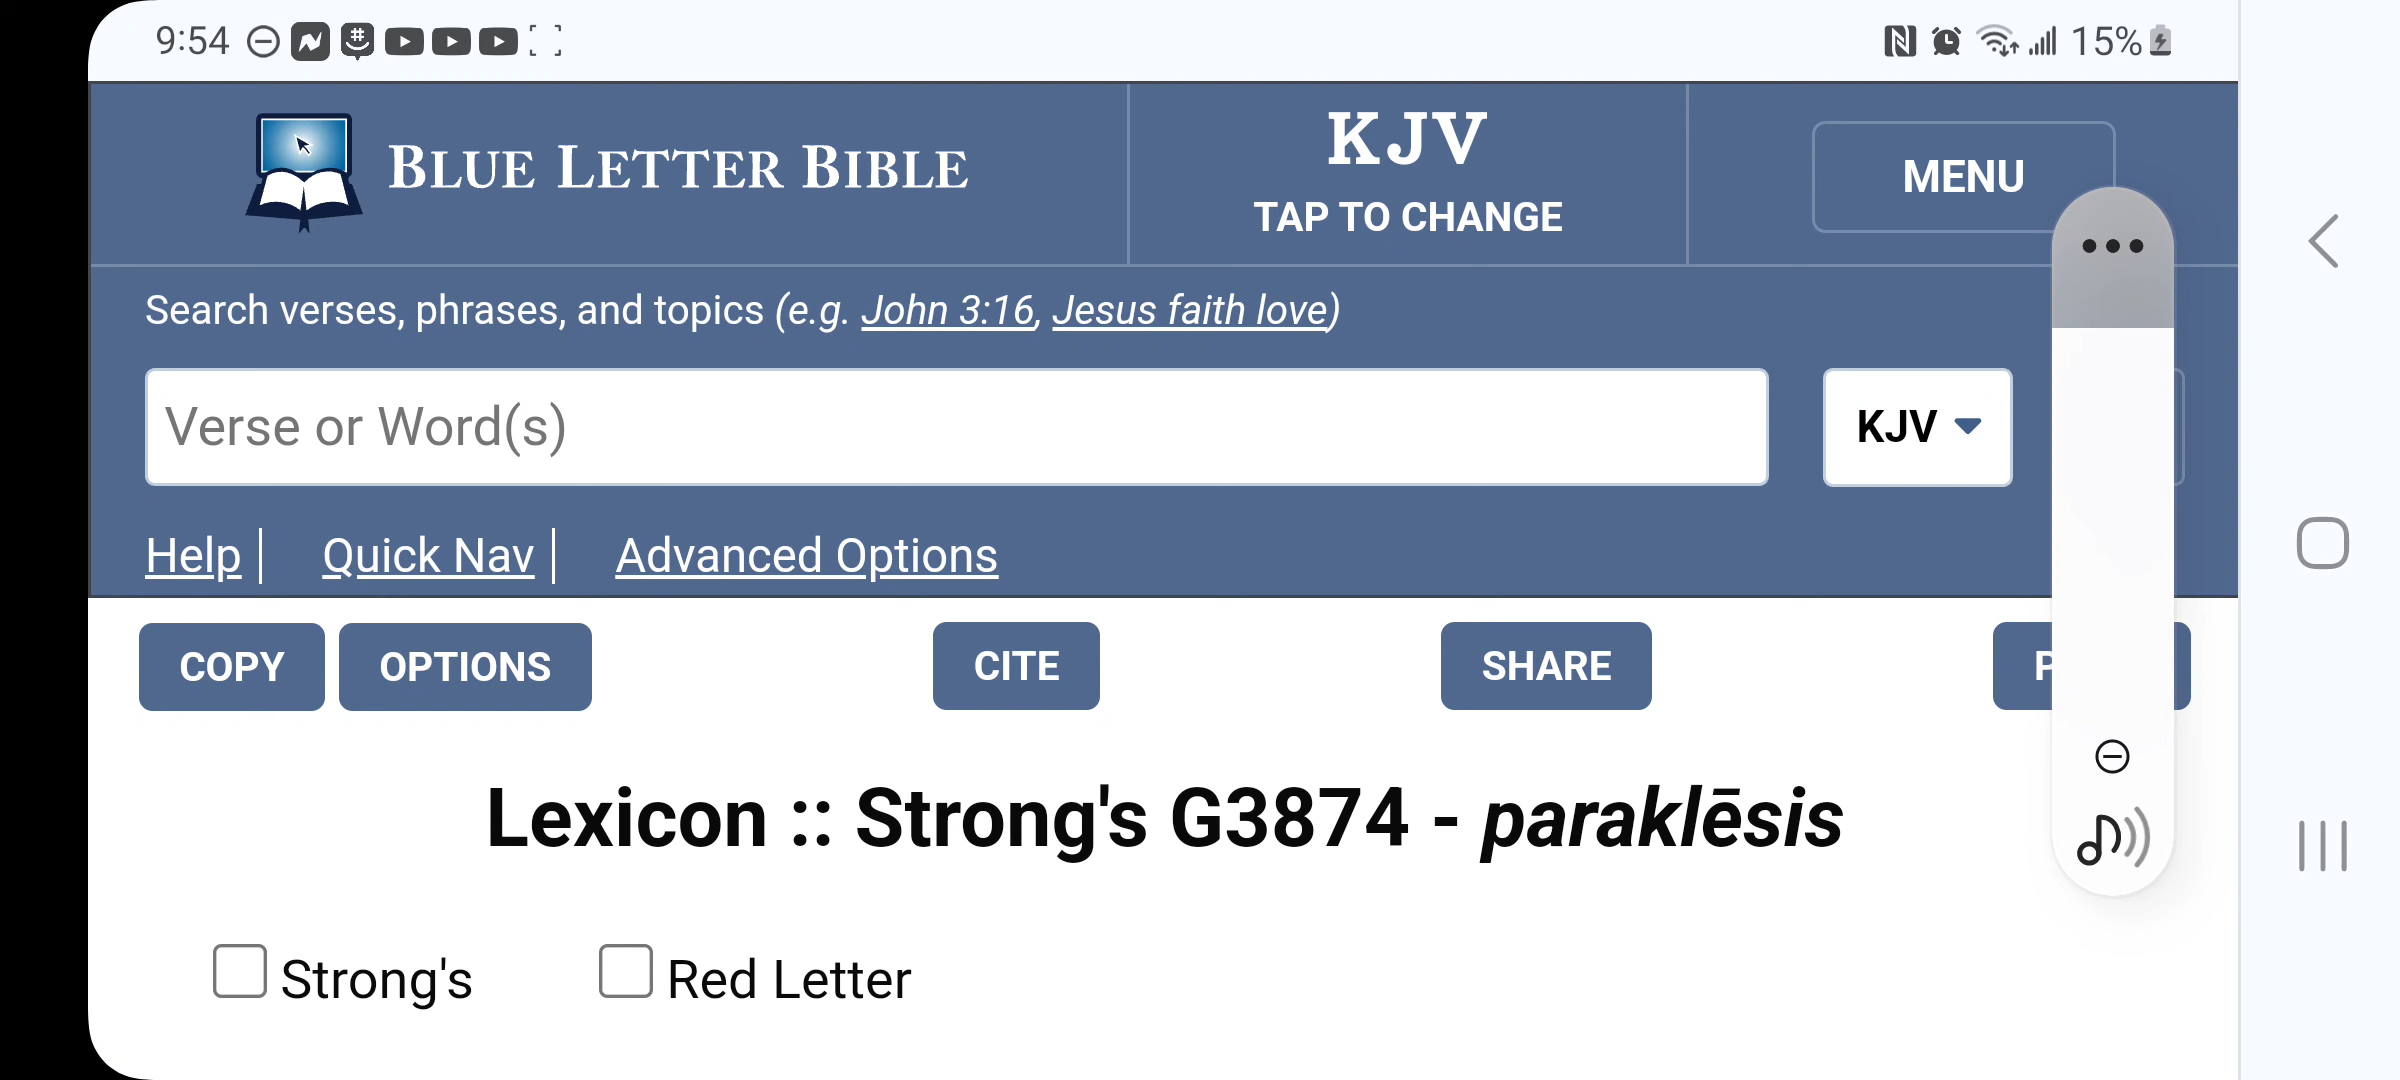 9:54
15%
BLUE LETTER BIBLE
KJV
TAP TO CHANGE
MENU
Search verses, phrases, and topics (e.g. John 3:16, Jesus faith love)
Verse or Word(s)
KJV
Help
Quick Nav
Advanced Options
COPY
OPTIONS
CITE
SHARE
Lexicon :: Strong's G3874 - paraklēsis
Strong's
Red Letter